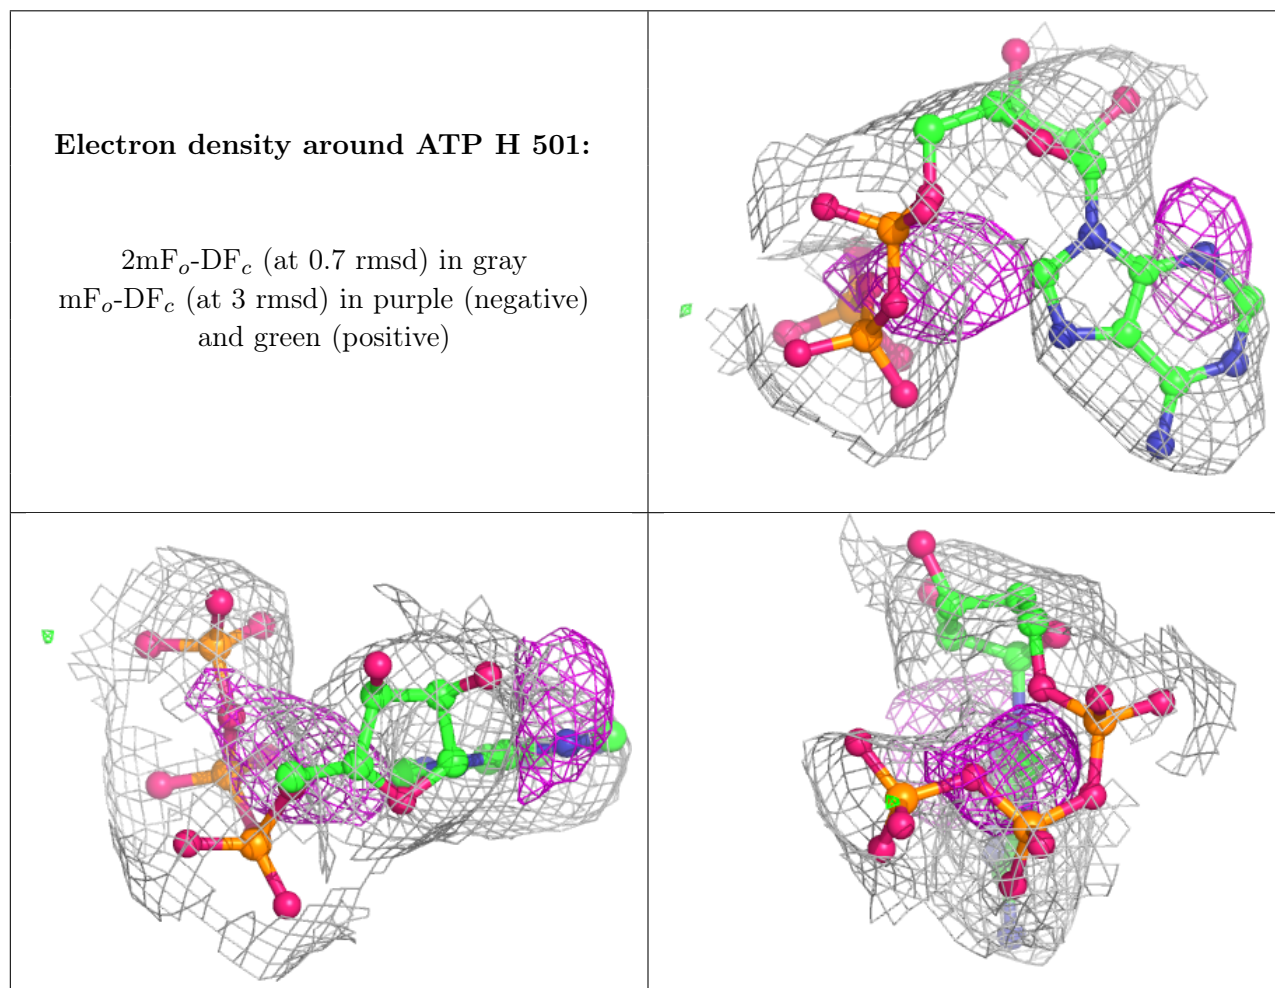 Electron density around ATP H 501:
2mFo-DFc (at 0.7 rmsd) in gray
mFo-DFc (at 3 rmsd) in purple (negative)
and green (positive)